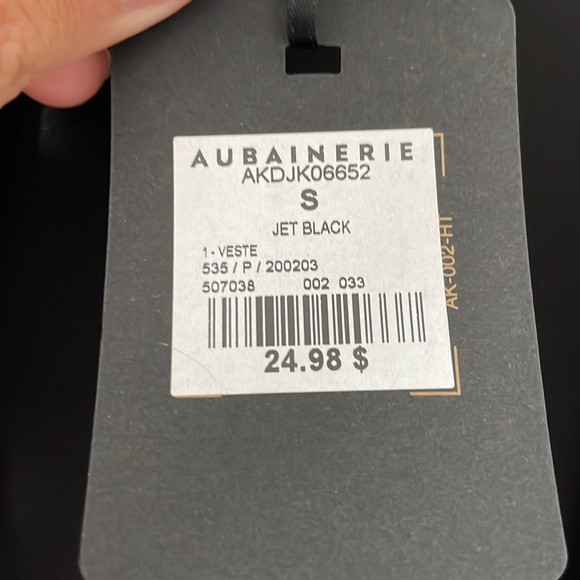 AUBAINERIE
AKDJK06652
S
JET BLACK
1 - VESTE
535 / P / 200203
507038 002 033
24.98 $
AK-002-HT